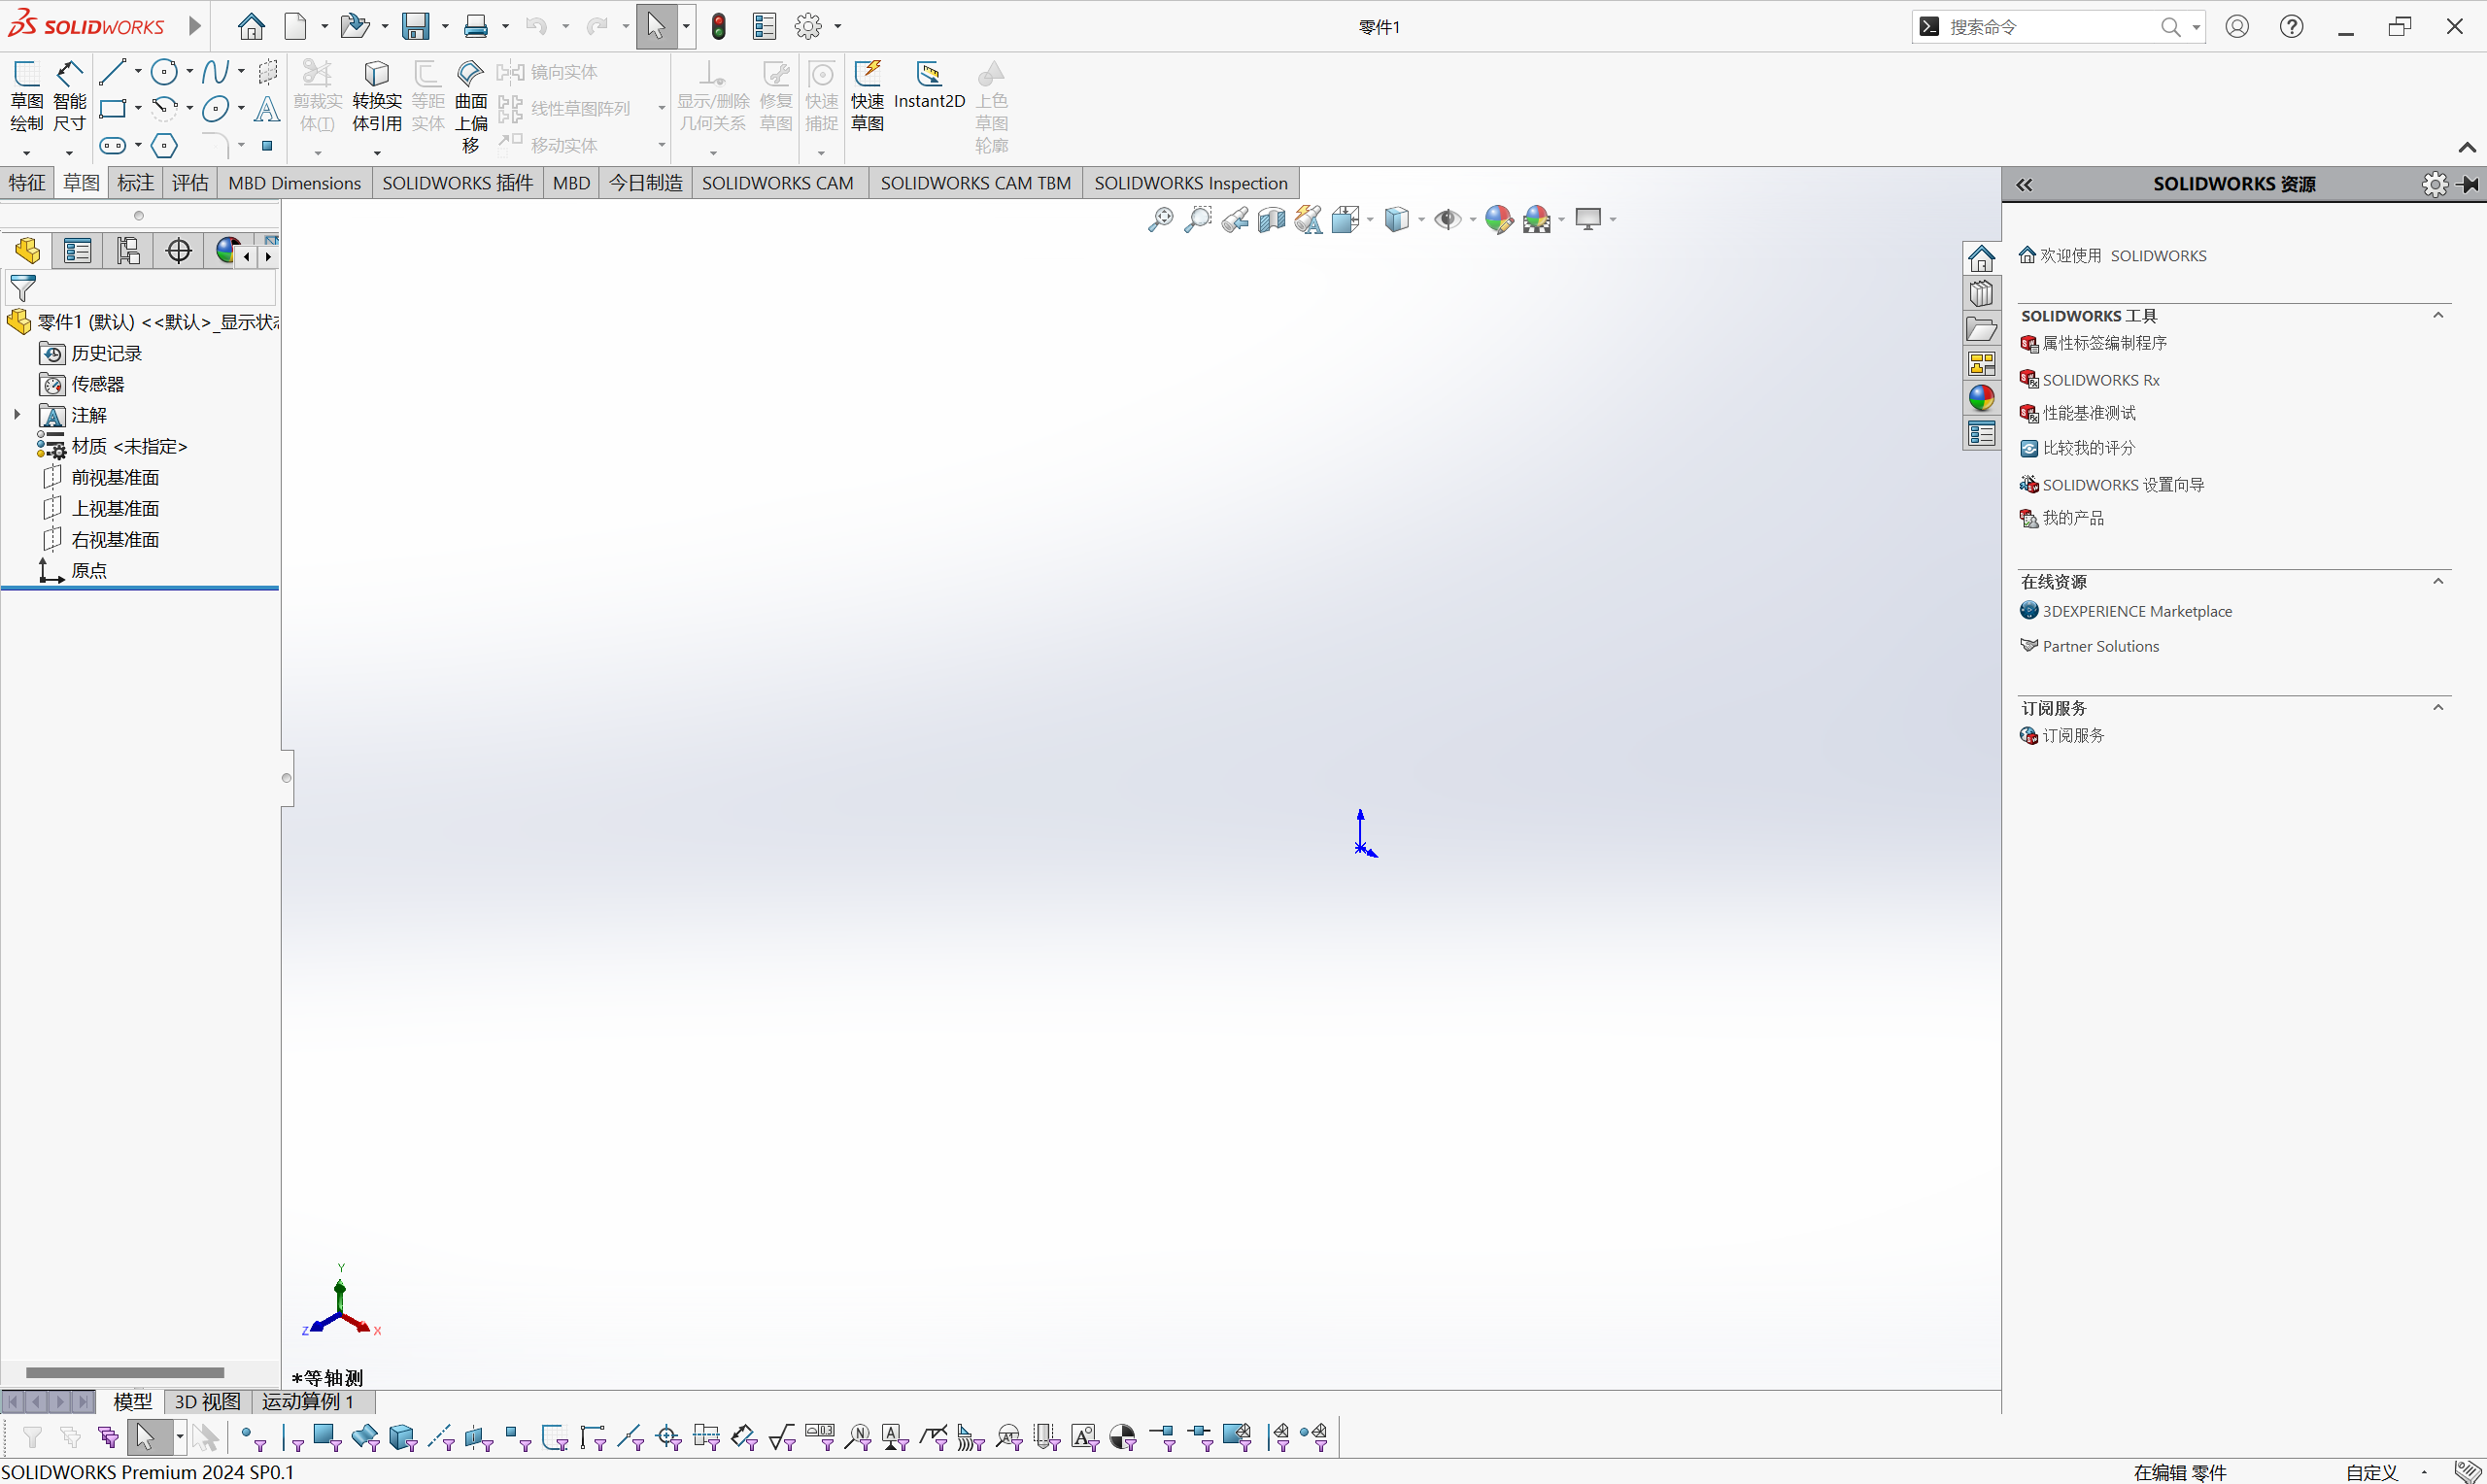 SOLIDWORKS
零件1
搜索命令
草图绘制
智能尺寸
剪裁实体(T)
转换实体引用
等距实体
曲面上偏移
镜向实体
线性草图阵列
移动实体
显示/删除几何关系
修复草图
快速捕捉
快速草图
Instant2D
上色草图轮廓
特征 草图 标注 评估 MBD Dimensions SOLIDWORKS 插件 MBD 今日制造 SOLIDWORKS CAM SOLIDWORKS CAM TBM SOLIDWORKS Inspection
SOLIDWORKS 资源
零件1 (默认) <<默认>_显示状
历史记录
传感器
注解
材质 <未指定>
前视基准面
上视基准面
右视基准面
原点
欢迎使用 SOLIDWORKS
SOLIDWORKS 工具
属性标签编制程序
SOLIDWORKS Rx
性能基准测试
比较我的评分
SOLIDWORKS 设置向导
我的产品
在线资源
3DEXPERIENCE Marketplace
Partner Solutions
订阅服务
订阅服务
Y
Z X
*等轴测
模型 3D 视图 运动算例 1
SOLIDWORKS Premium 2024 SP0.1
在编辑 零件
自定义